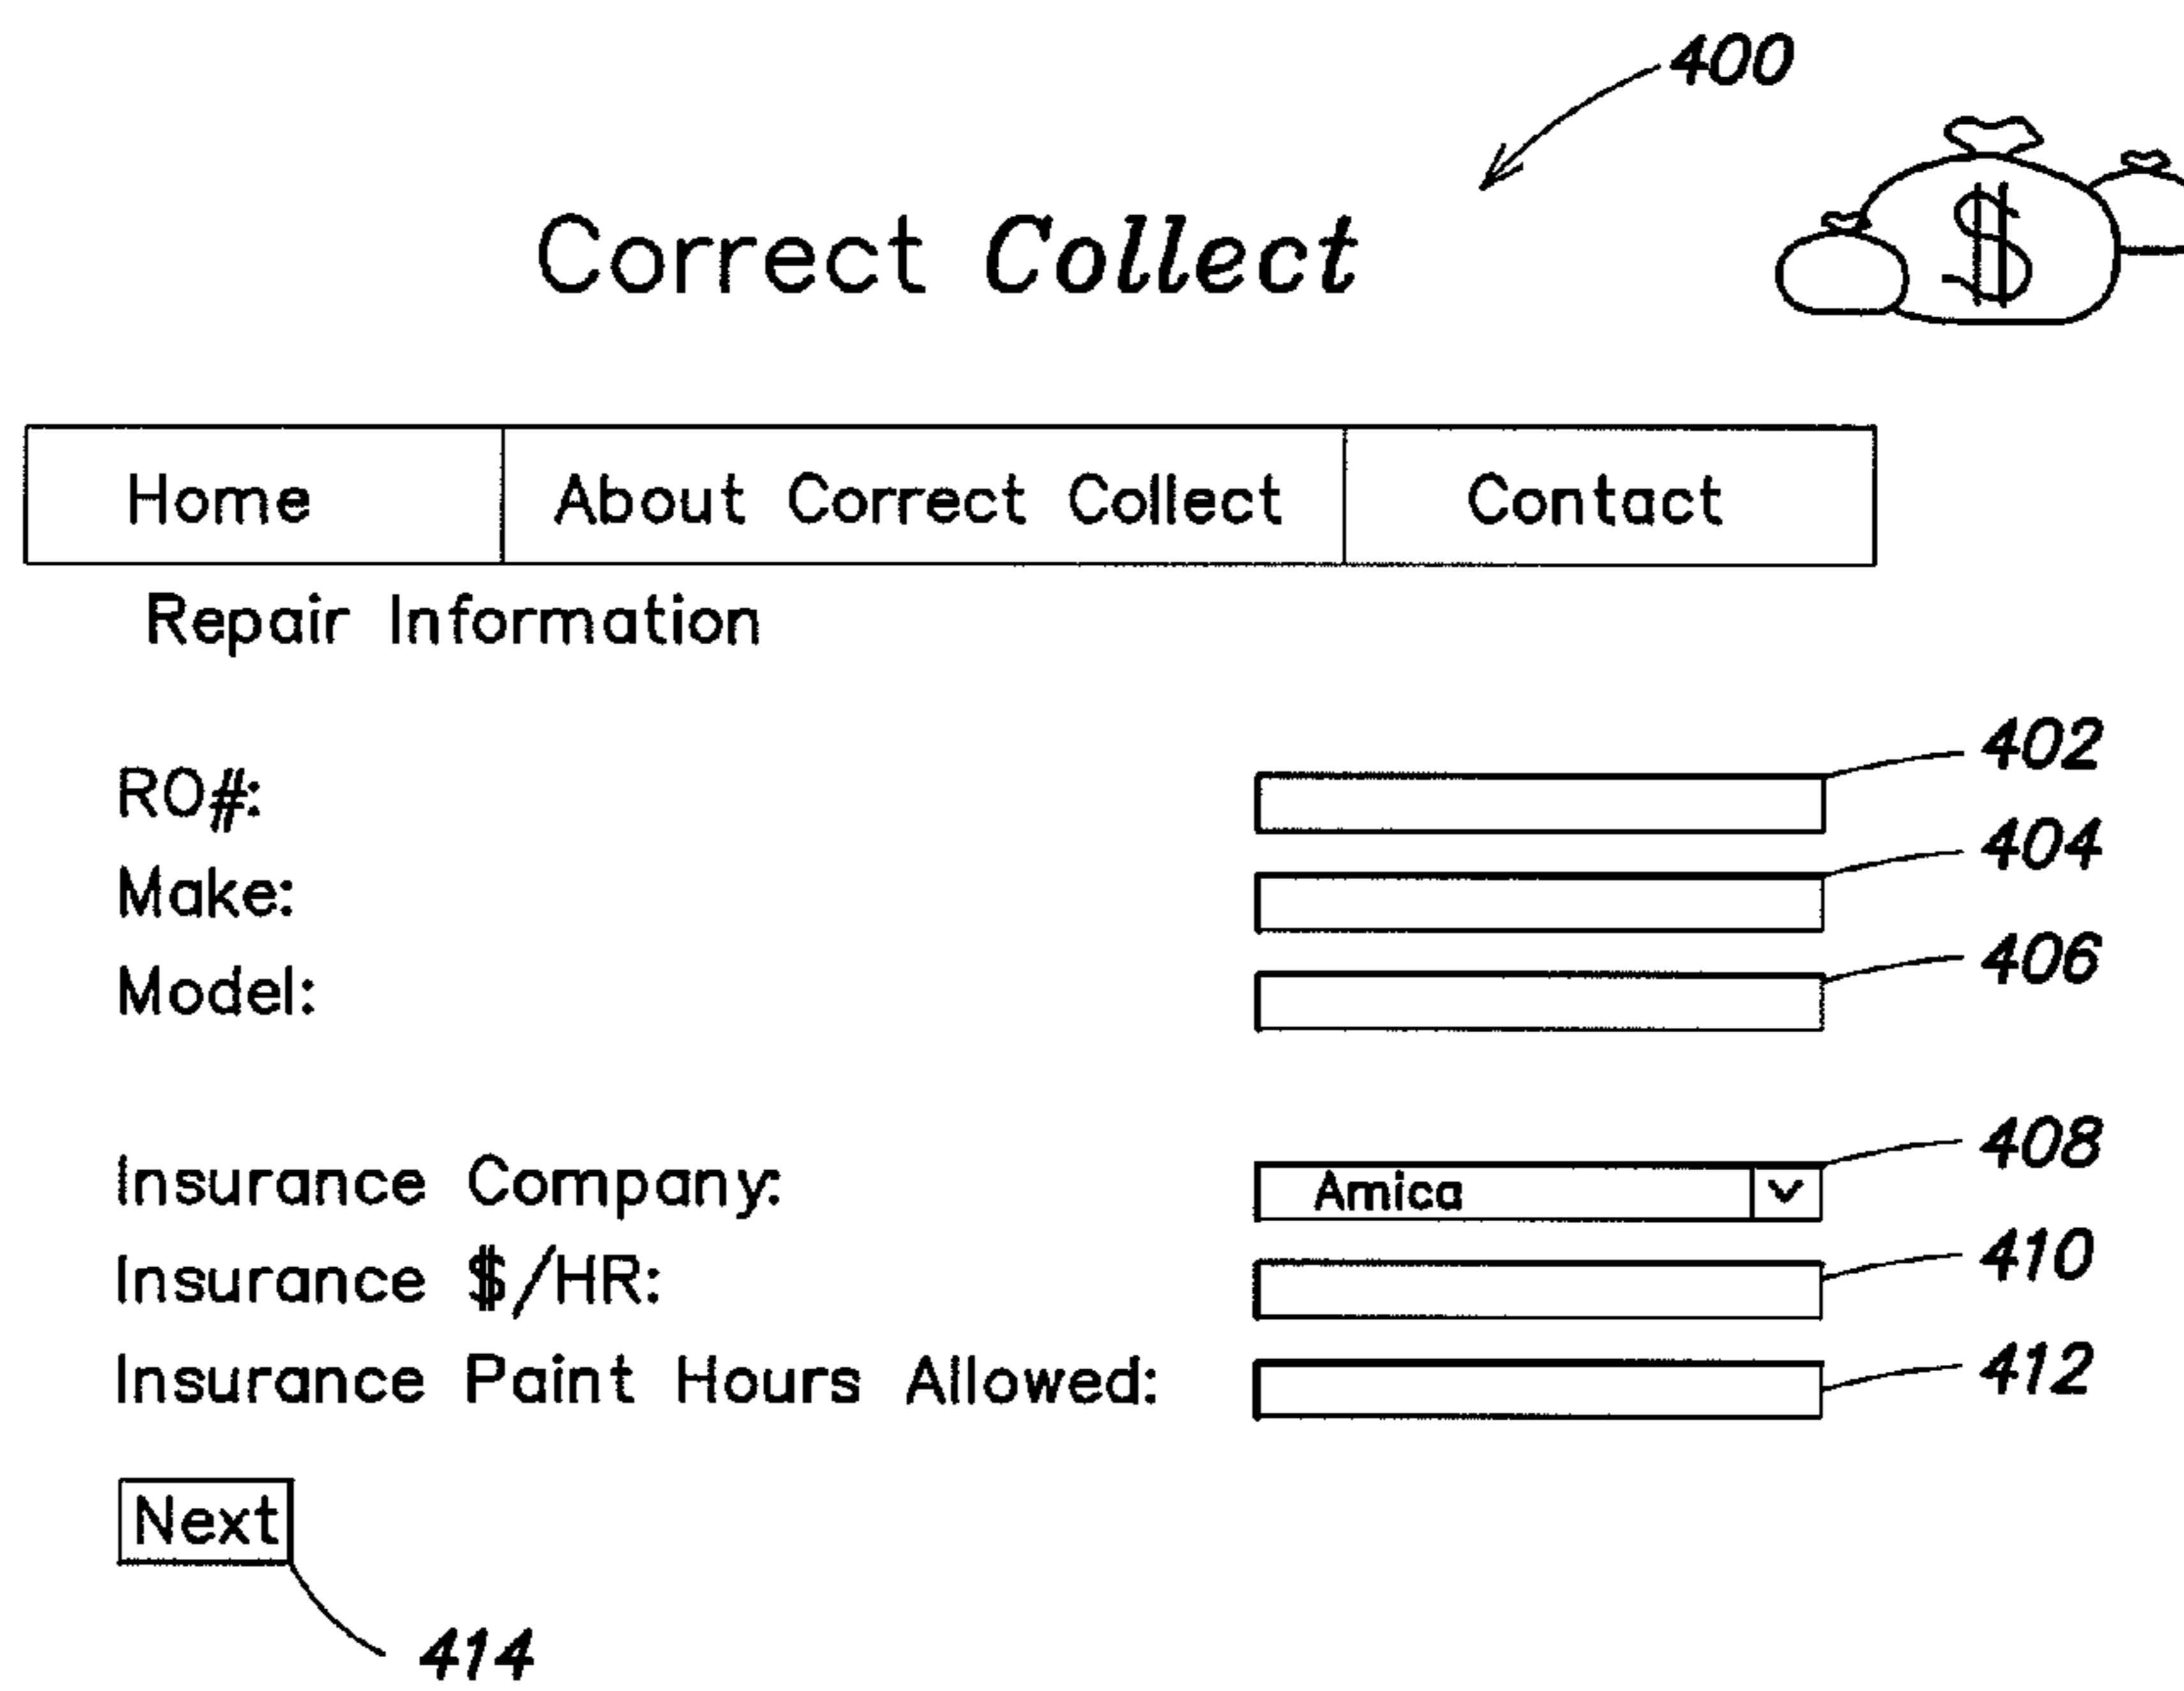 400
Correct Collect
$
Home About Correct Collect Contact
Repair Information
RO#: 402
Make: 404
Model: 406
Insurance Company: Amica 408
Insurance $/HR: 410
Insurance Paint Hours Allowed: 412
Next
414